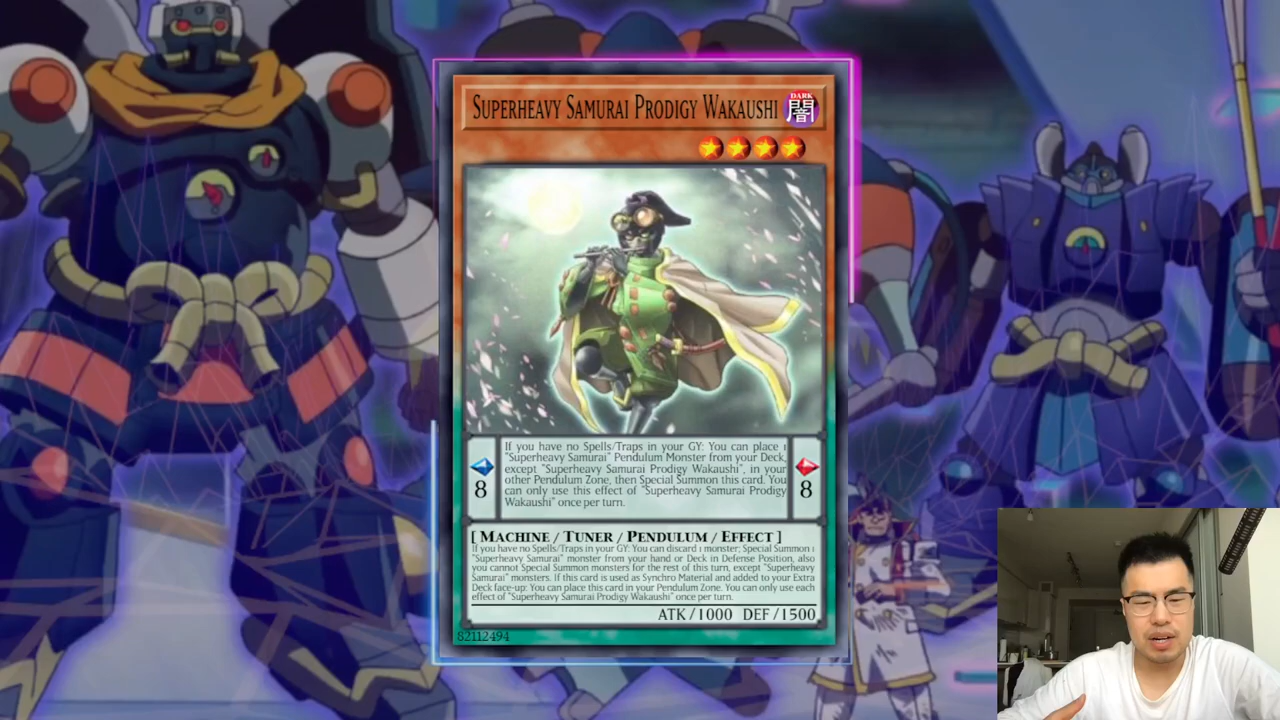 SUPERHEAVY SAMURAI PRODIGY WAKAUSHI
DARK
闇
If you have no Spells/Traps in your GY: You can place 1
"Superheavy Samurai" Pendulum Monster from your Deck,
except "Superheavy Samurai Prodigy Wakaushi", in your
other Pendulum Zone, then Special Summon this card. You
can only use this effect of "Superheavy Samurai Prodigy
Wakaushi" once per turn.
8
8
[ MACHINE / TUNER / PENDULUM / EFFECT ]
If you have no Spells/Traps in your GY: You can discard 1 monster; Special Summon 1
"Superheavy Samurai" monster from your hand or Deck in Defense Position, also
you cannot Special Summon monsters for the rest of this turn, except "Superheavy
Samurai" monsters. If this card is used as Synchro Material and added to your Extra
Deck face-up: You can place this card in your Pendulum Zone. You can only use each
effect of "Superheavy Samurai Prodigy Wakaushi" once per turn.
ATK/1000 DEF/1500
82112494